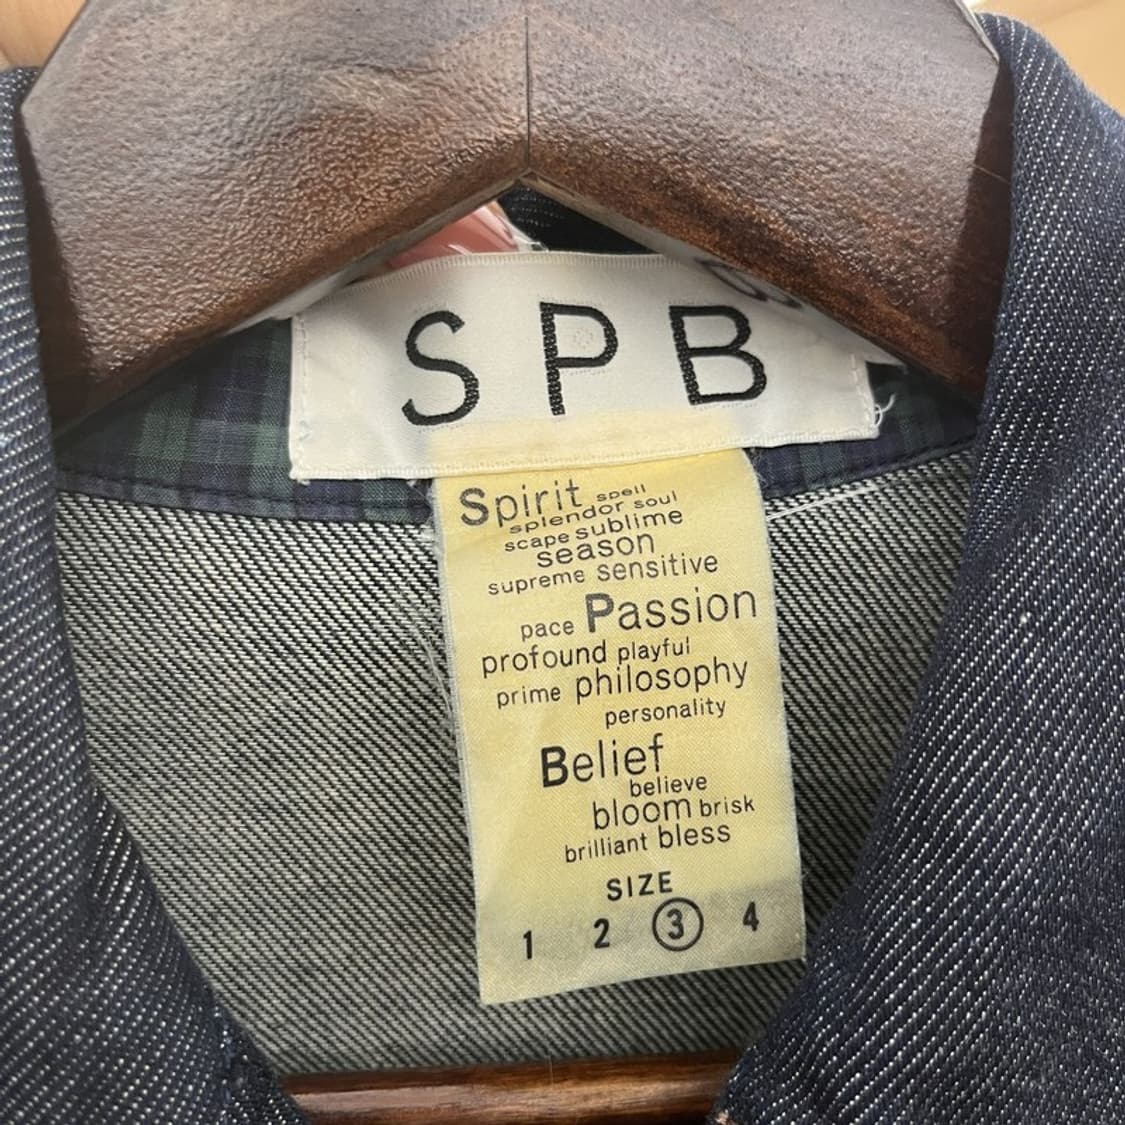 S P B
Spirit spell
splendor soul
scape sublime
season
supreme sensitive
pace Passion
profound playful
prime philosophy
personality
Belief
believe
bloom brisk
brilliant bless
SIZE
1 2 3 4